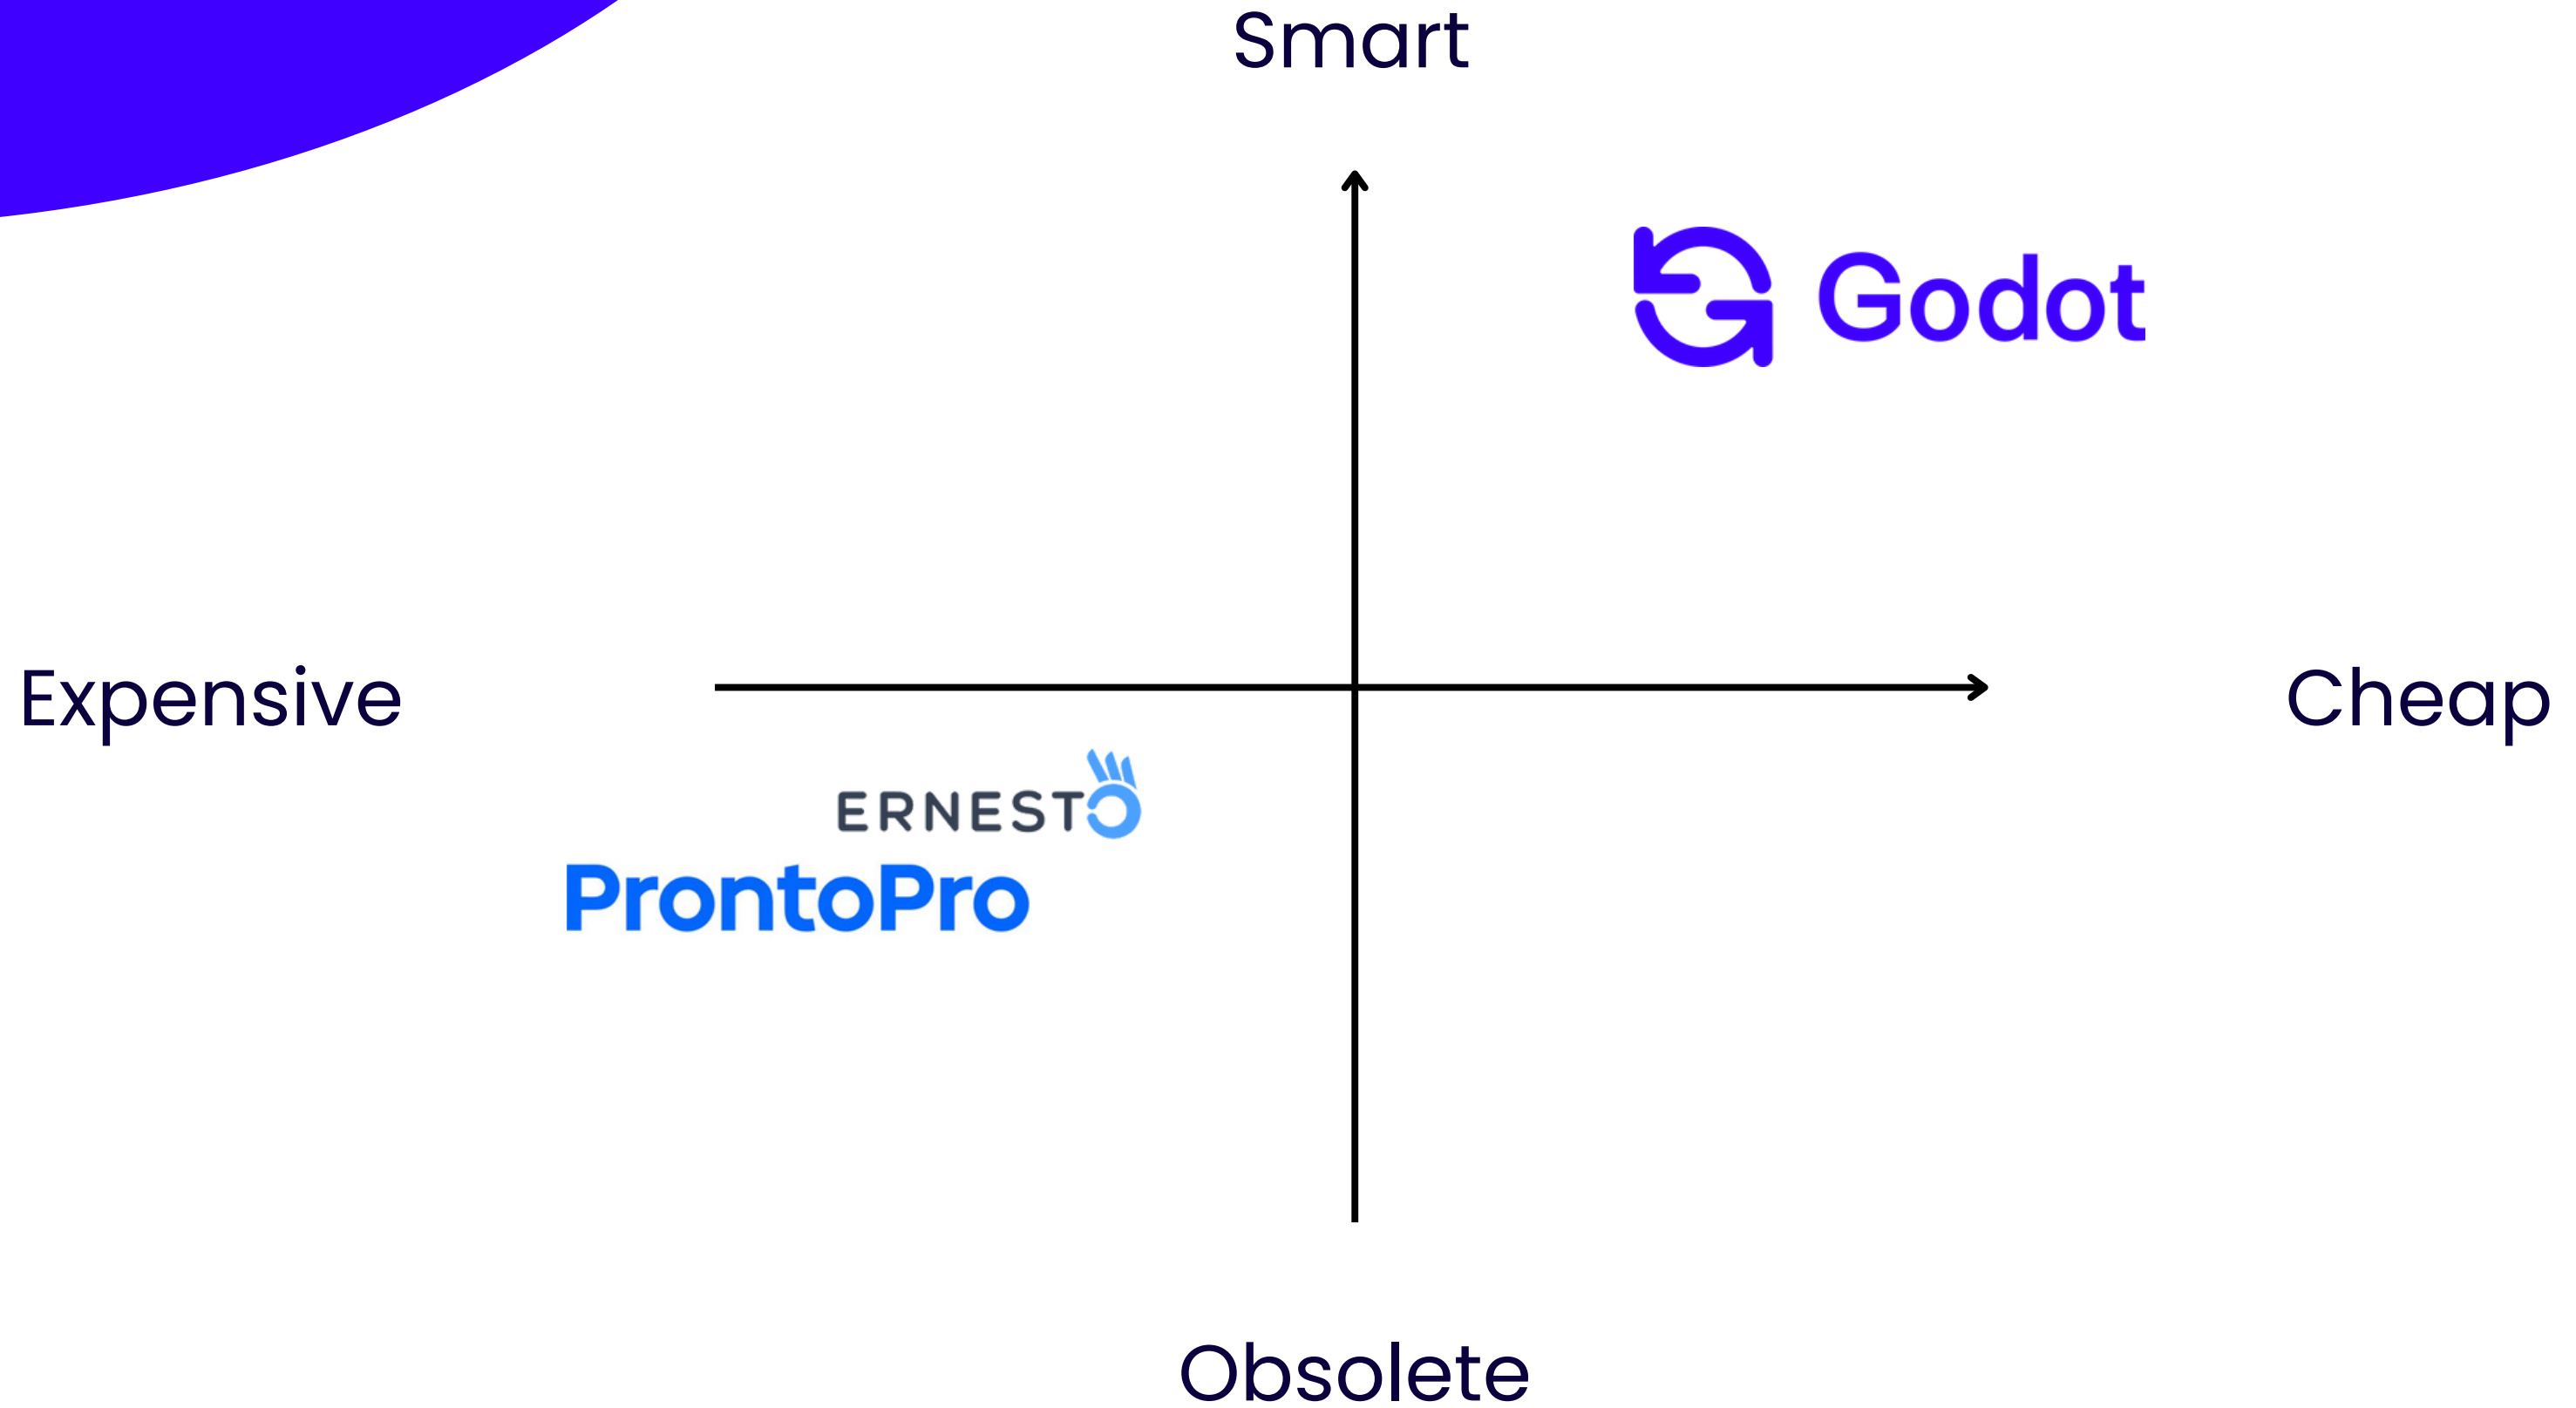 Smart
Godot
Expensive
Cheap
ERNESTO
ProntoPro
Obsolete